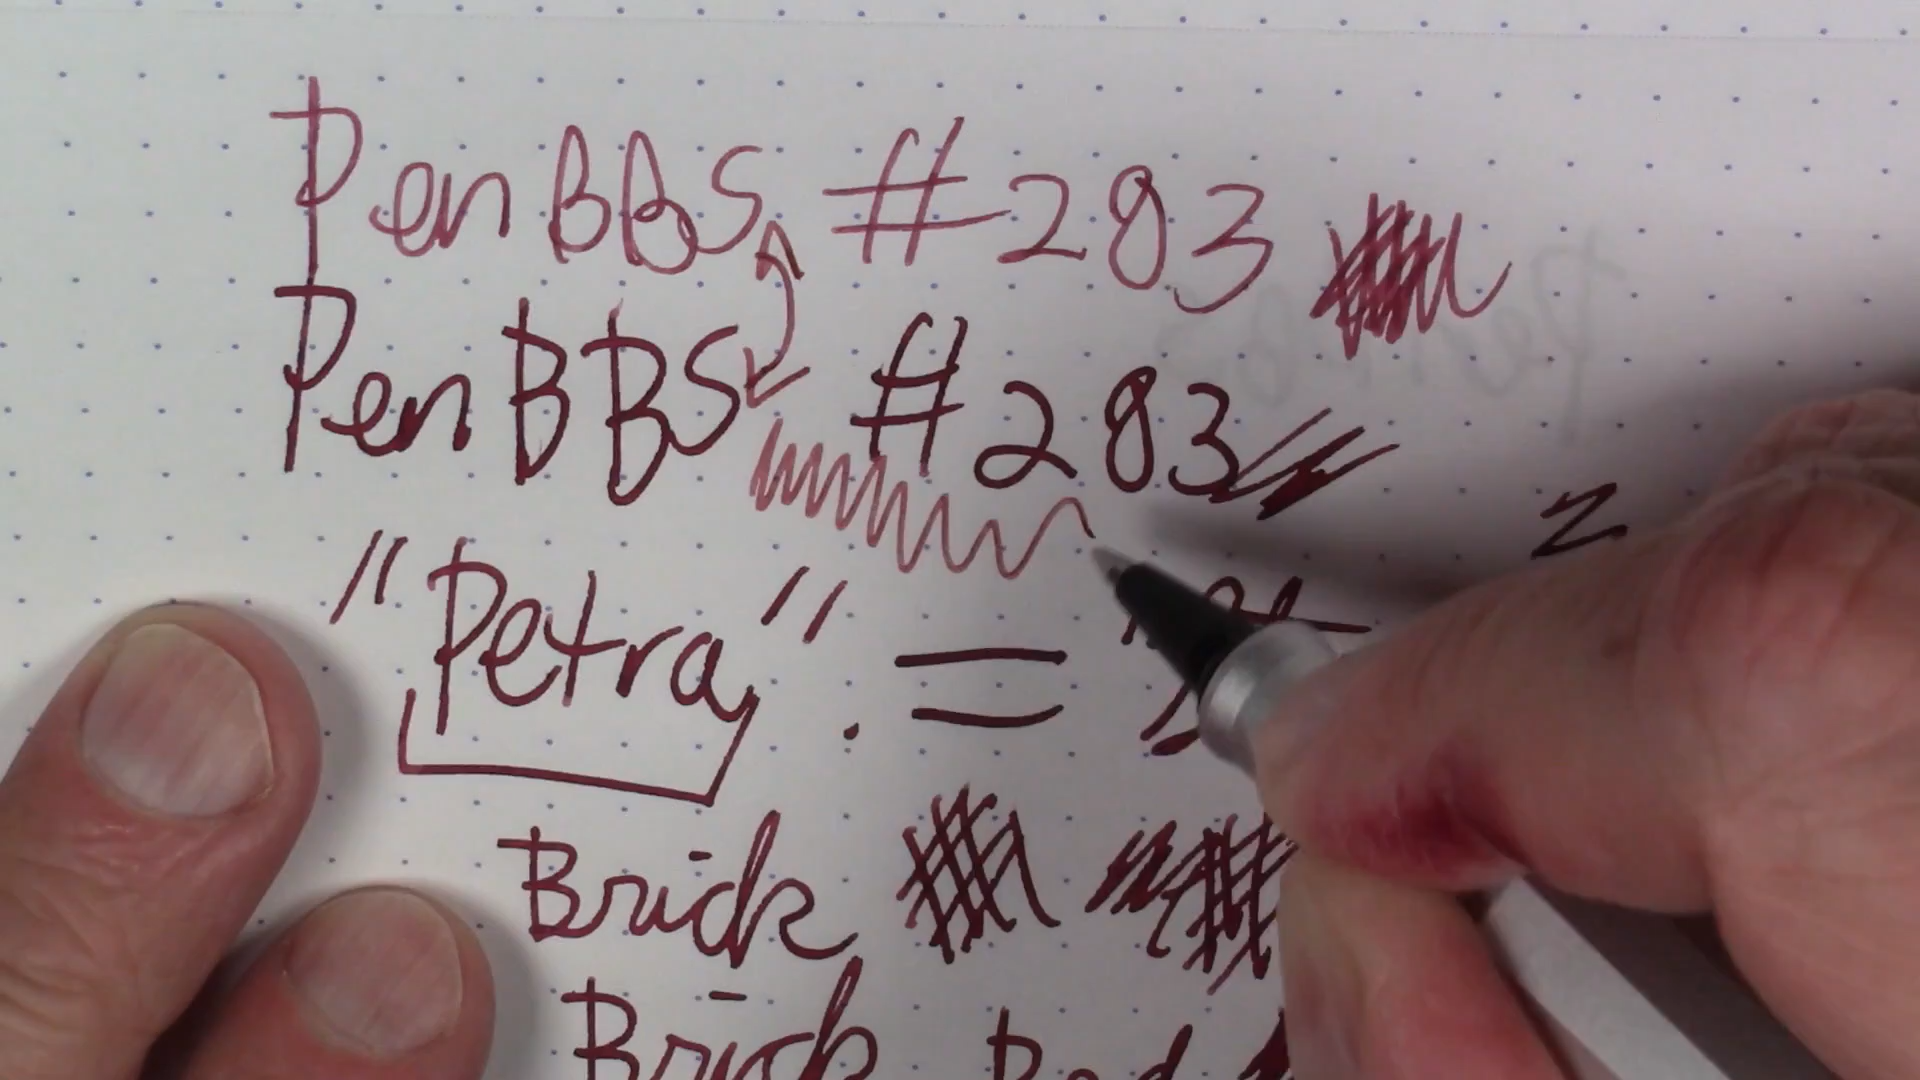 PenBBS #283
PenBBS #283
"Petra". =
Brick
Brick Red